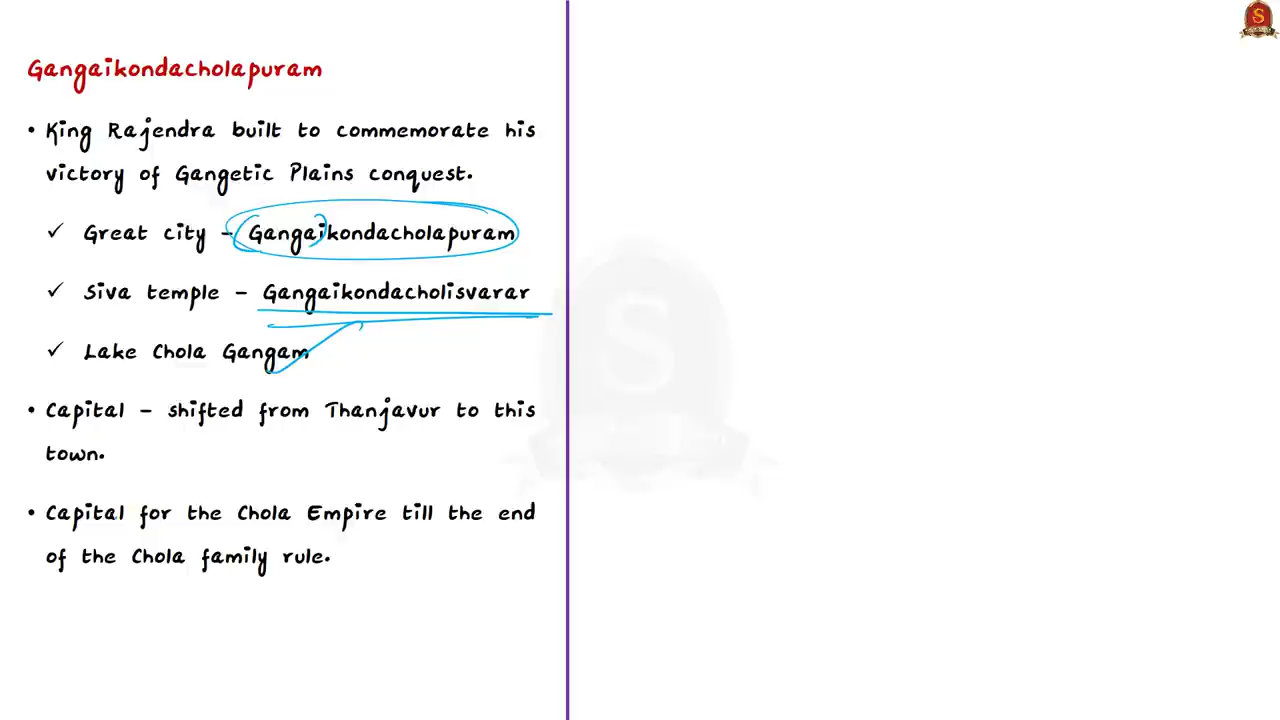 Gangaikondacholapuram
• King Rajendra built to commemorate his
victory of Gangetic Plains conquest.
✓ Great city - Gangaikondacholapuram
✓ Siva temple - Gangaikondacholisvarar
✓ Lake Chola Gangam
• Capital - shifted from Thanjavur to this
town.
• Capital for the Chola Empire till the end
of the Chola family rule.
S
S